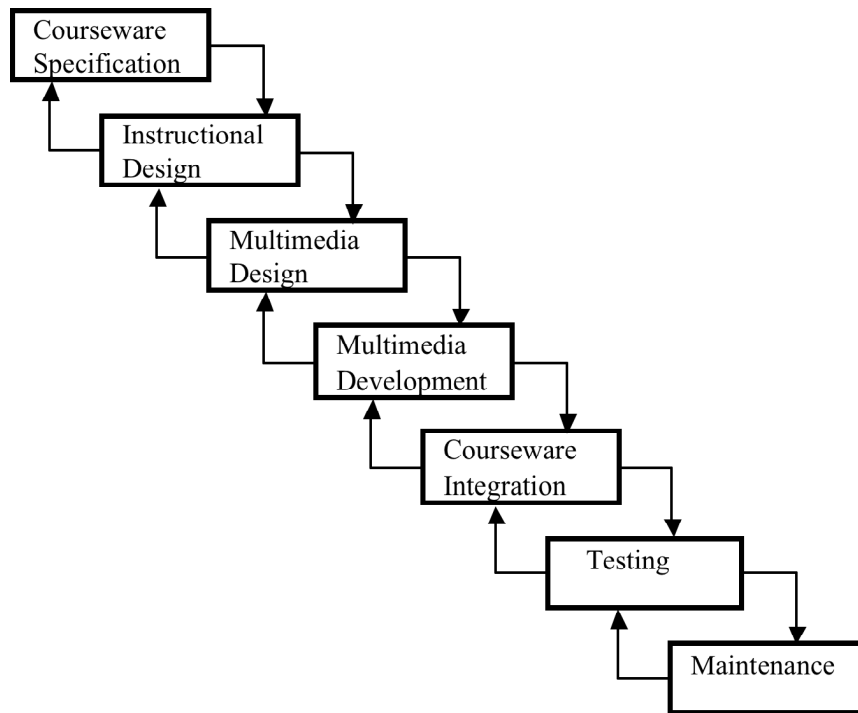 Courseware
Specification
Instructional
Design
Multimedia
Design
Multimedia
Development
Courseware
Integration
Testing
Maintenance